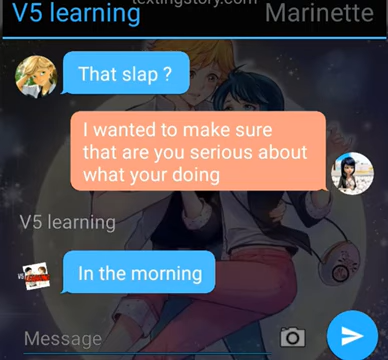 textingstory.com
V5 learning Marinette
That slap ?
I wanted to make sure
that are you serious about
what your doing
V5 learning
In the morning
Message